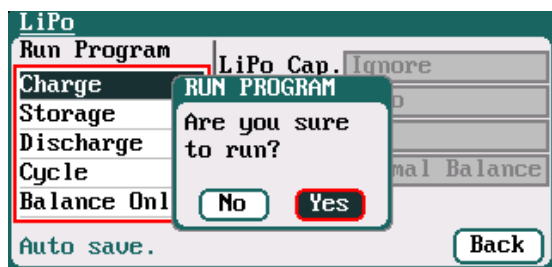 LiPo
Run Program
LiPo Cap. Ignore
Charge
Storage
Discharge
Cycle
Balance Onl
RUN PROGRAM
Are you sure
to run?
No Yes
mal Balance
Auto save.
Back